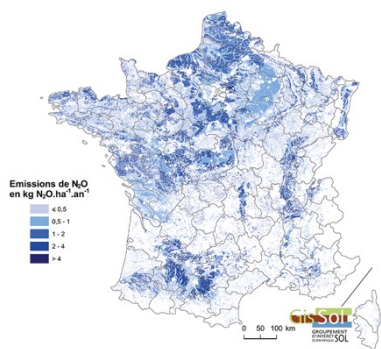 Emissions de N₂O
en kg N₂O.ha⁻¹.an⁻¹
≤ 0,5
0,5 - 1
1 - 2
2 - 4
> 4
Gis Sol
GROUPEMENT
D'INTÉRÊT
SCIENTIFIQUE SOL
0 50 100 km